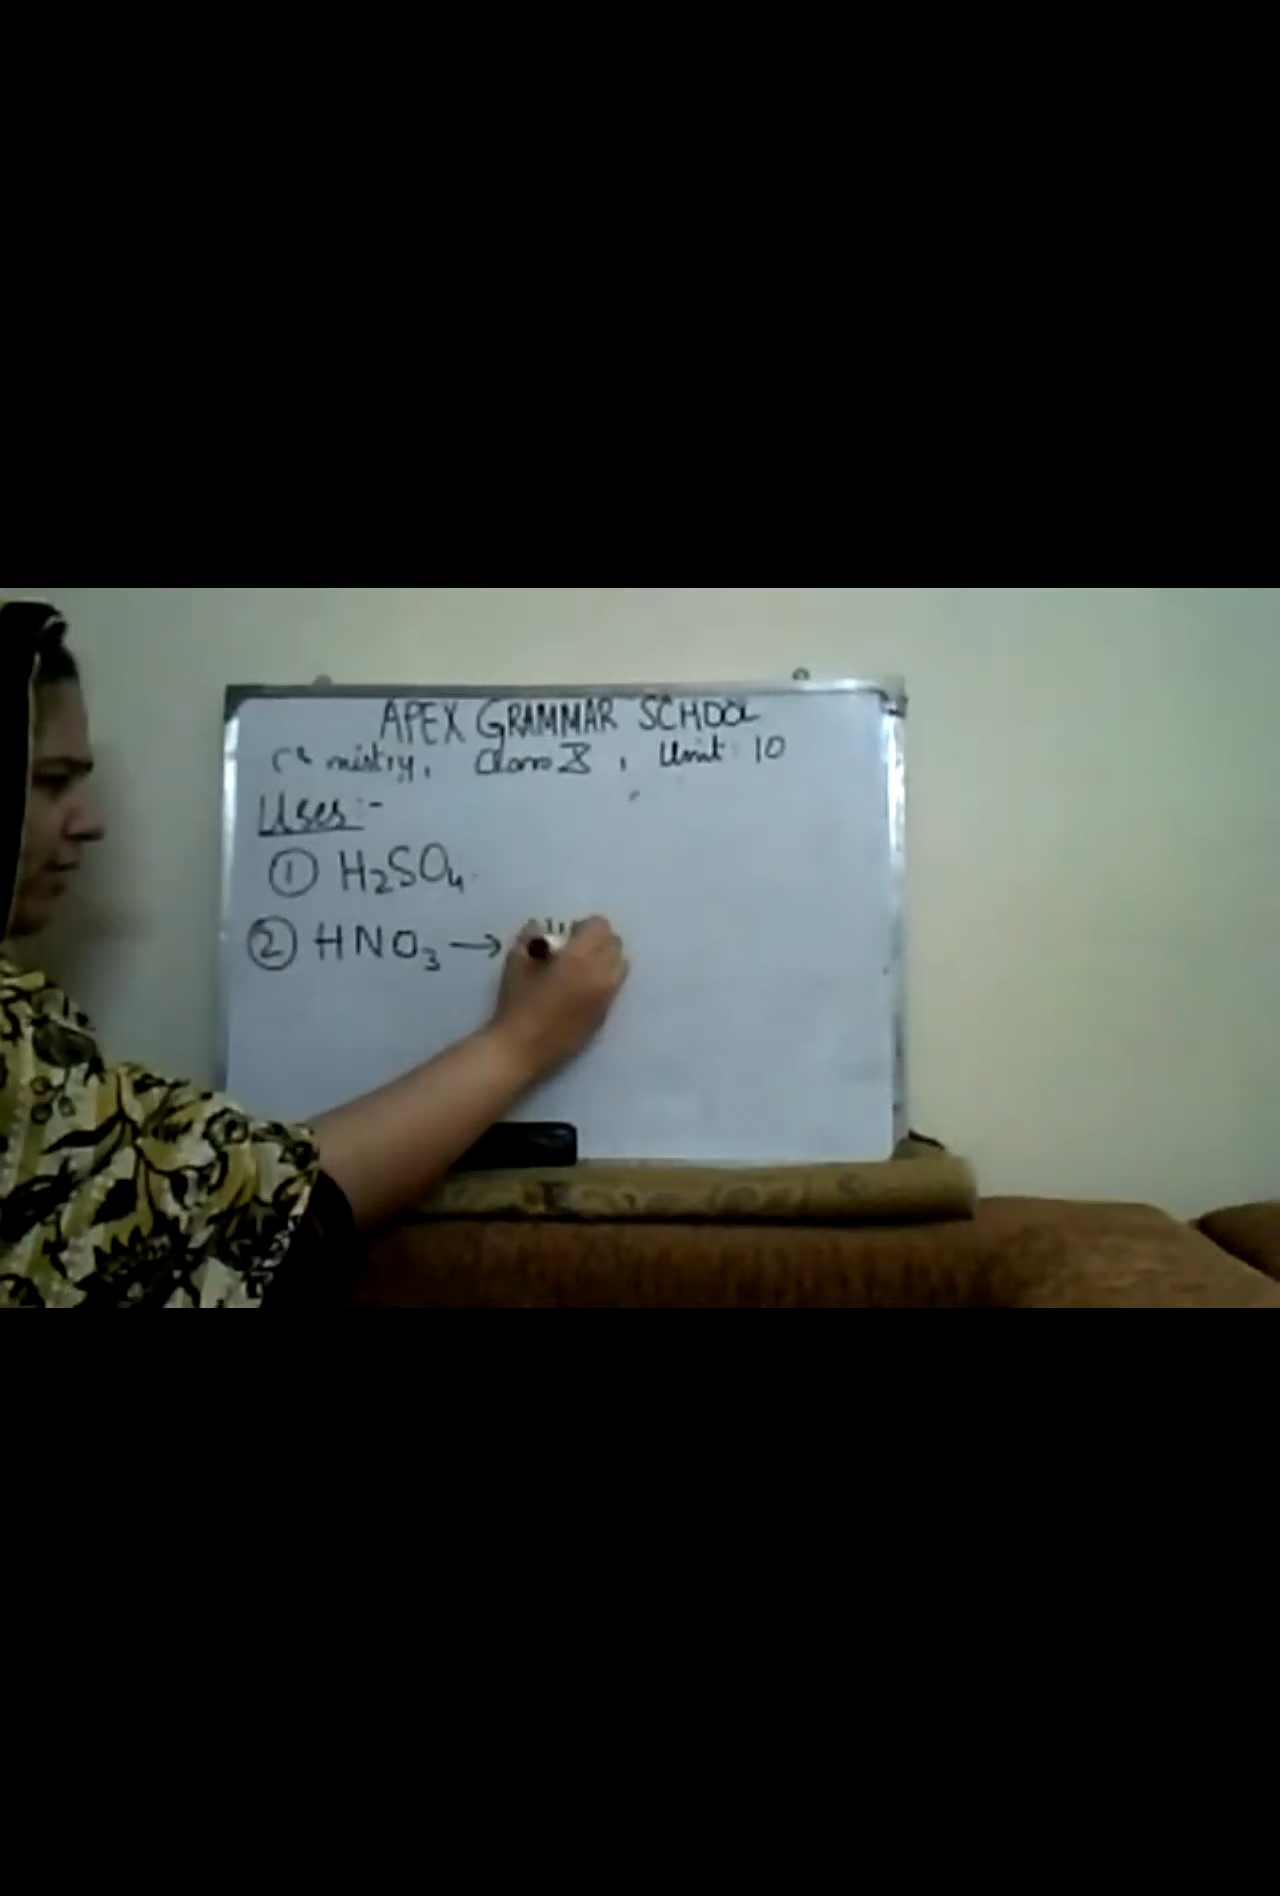 APEX GRAMMAR SCHOOL
mistry, Class X, Unit: 10
Uses:-
① H₂SO₄
② HNO₃ →